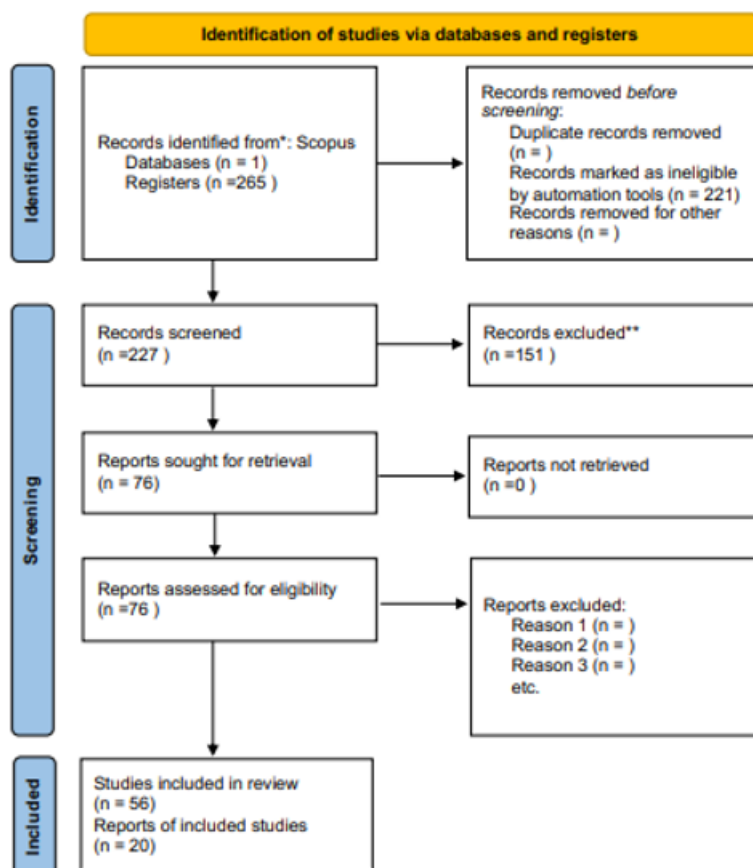 Identification of studies via databases and registers
Identification
Records identified from*: Scopus
Databases (n = 1)
Registers (n =265 )
Records removed before
screening:
Duplicate records removed
(n = )
Records marked as ineligible
by automation tools (n = 221)
Records removed for other
reasons (n = )
Screening
Records screened
(n =227 )
Records excluded**
(n =151 )
Reports sought for retrieval
(n = 76)
Reports not retrieved
(n =0 )
Reports assessed for eligibility
(n =76 )
Reports excluded:
Reason 1 (n = )
Reason 2 (n = )
Reason 3 (n = )
etc.
Included
Studies included in review
(n = 56)
Reports of included studies
(n = 20)